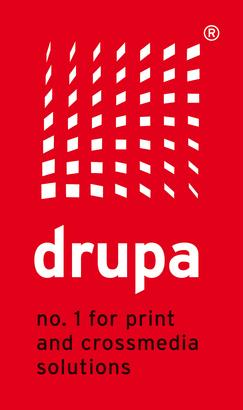 ®
drupa
no. 1 for print
and crossmedia
solutions